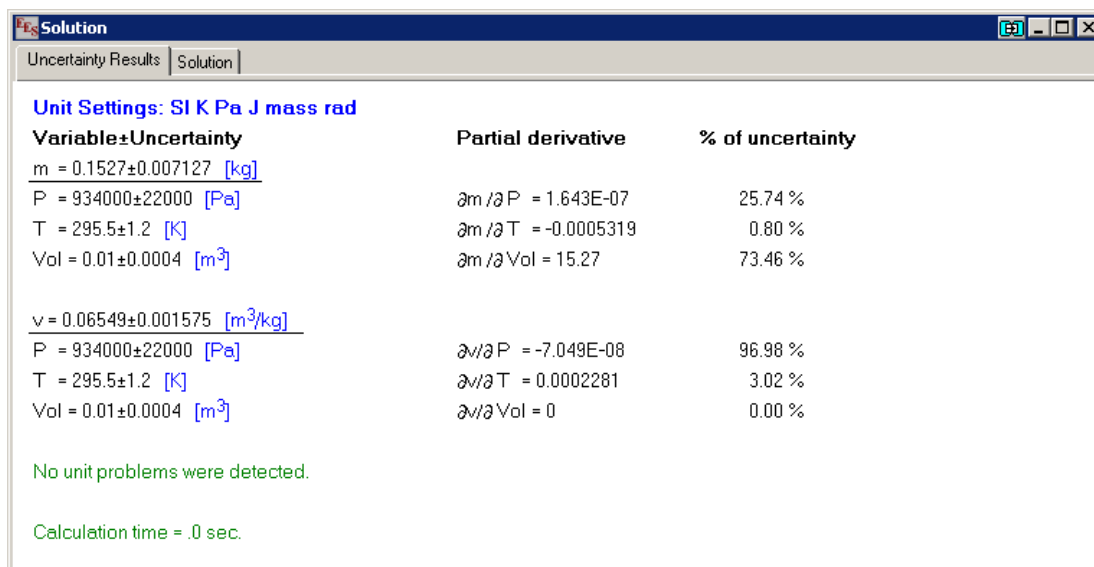 EES Solution
Uncertainty Results Solution
Unit Settings: SI K Pa J mass rad
Variable±Uncertainty Partial derivative % of uncertainty
m = 0.1527±0.007127 [kg]
P = 934000±22000 [Pa] ∂m/∂P = 1.643E-07 25.74 %
T = 295.5±1.2 [K] ∂m/∂T = -0.0005319 0.80 %
Vol = 0.01±0.0004 [m³] ∂m/∂Vol = 15.27 73.46 %
v = 0.06549±0.001575 [m³/kg]
P = 934000±22000 [Pa] ∂v/∂P = -7.049E-08 96.98 %
T = 295.5±1.2 [K] ∂v/∂T = 0.0002281 3.02 %
Vol = 0.01±0.0004 [m³] ∂v/∂Vol = 0 0.00 %
No unit problems were detected.
Calculation time = .0 sec.